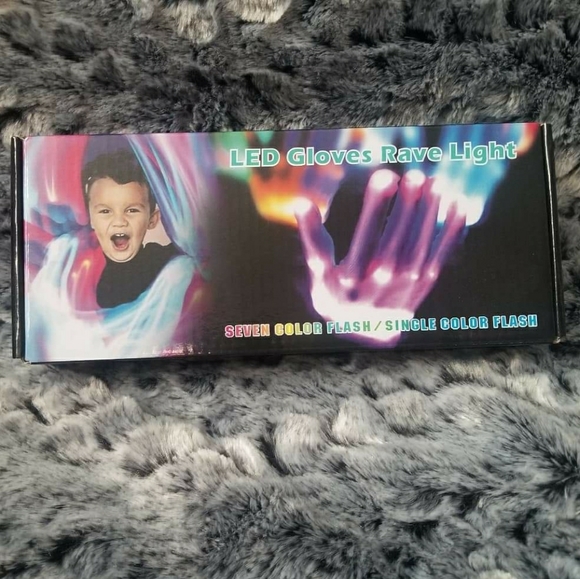 LED Gloves Rave Light
SEVEN COLOR FLASH/SINGLE COLOR FLASH